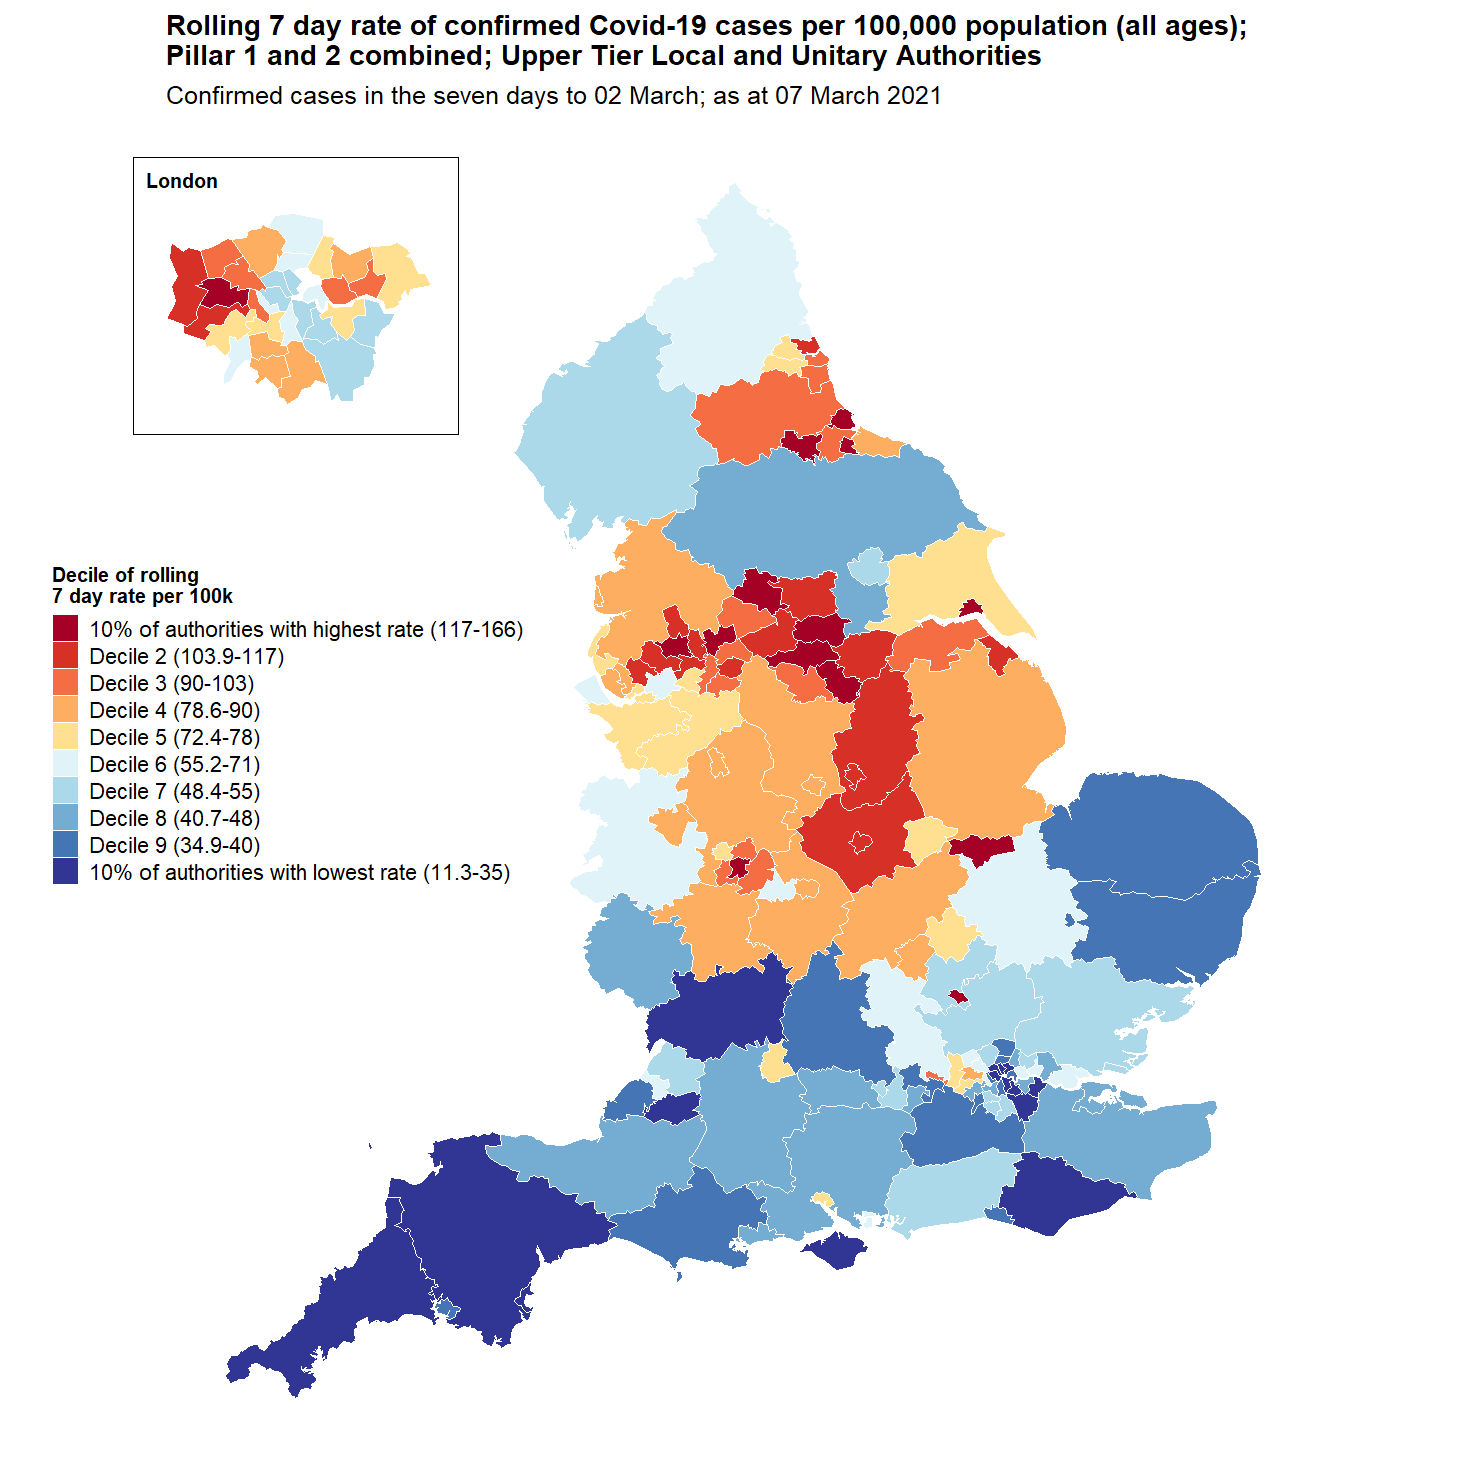 Rolling 7 day rate of confirmed Covid-19 cases per 100,000 population (all ages);
Pillar 1 and 2 combined; Upper Tier Local and Unitary Authorities
Confirmed cases in the seven days to 02 March; as at 07 March 2021
London
Decile of rolling
7 day rate per 100k
10% of authorities with highest rate (117-166)
Decile 2 (103.9-117)
Decile 3 (90-103)
Decile 4 (78.6-90)
Decile 5 (72.4-78)
Decile 6 (55.2-71)
Decile 7 (48.4-55)
Decile 8 (40.7-48)
Decile 9 (34.9-40)
10% of authorities with lowest rate (11.3-35)